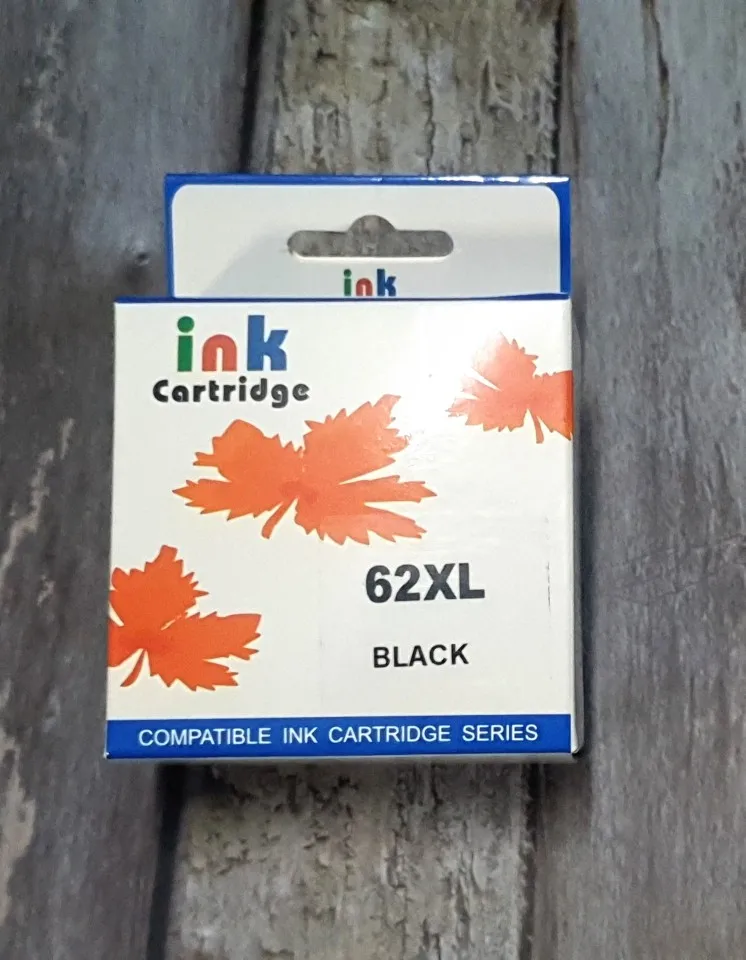 ink
ink
Cartridge
62XL
BLACK
COMPATIBLE INK CARTRIDGE SERIES